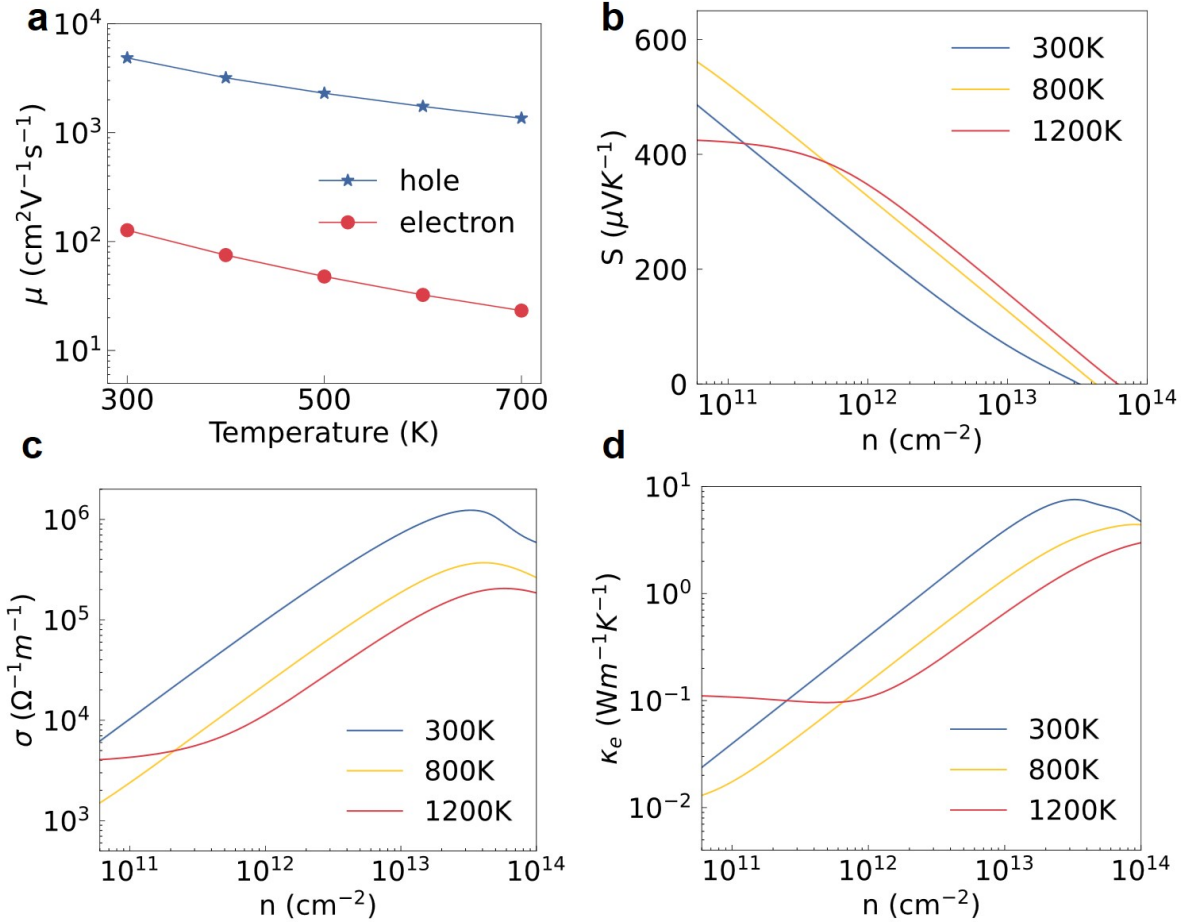 a
10⁴
10³
10²
10¹
μ (cm²V⁻¹s⁻¹)
hole
electron
300
500
700
Temperature (K)
b
600
400
200
0
S (μVK⁻¹)
300K
800K
1200K
10¹¹
10¹²
10¹³
10¹⁴
n (cm⁻²)
c
10⁶
10⁵
10⁴
10³
σ (Ω⁻¹m⁻¹)
300K
800K
1200K
10¹¹
10¹²
10¹³
10¹⁴
n (cm⁻²)
d
10¹
10⁰
10⁻¹
10⁻²
κₑ (Wm⁻¹K⁻¹)
300K
800K
1200K
10¹¹
10¹²
10¹³
10¹⁴
n (cm⁻²)